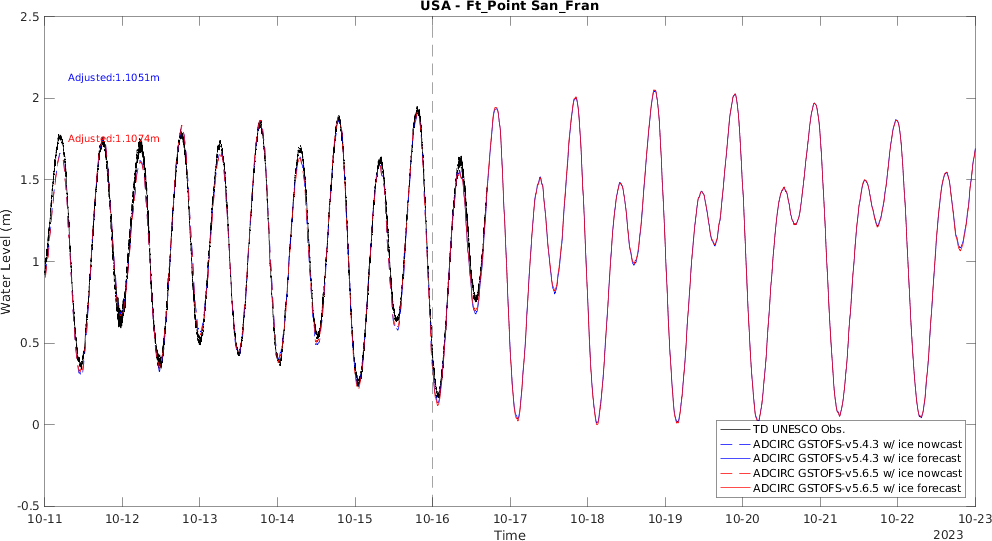 USA - Ft_Point San_Fran
2.5
2
1.5
1
0.5
0
-0.5
Water Level (m)
Adjusted:1.1051m
Adjusted:1.1074m
TD UNESCO Obs.
ADCIRC GSTOFS-v5.4.3 w/ ice nowcast
ADCIRC GSTOFS-v5.4.3 w/ ice forecast
ADCIRC GSTOFS-v5.6.5 w/ ice nowcast
ADCIRC GSTOFS-v5.6.5 w/ ice forecast
10-11 10-12 10-13 10-14 10-15 10-16 10-17 10-18 10-19 10-20 10-21 10-22 10-23
Time
2023